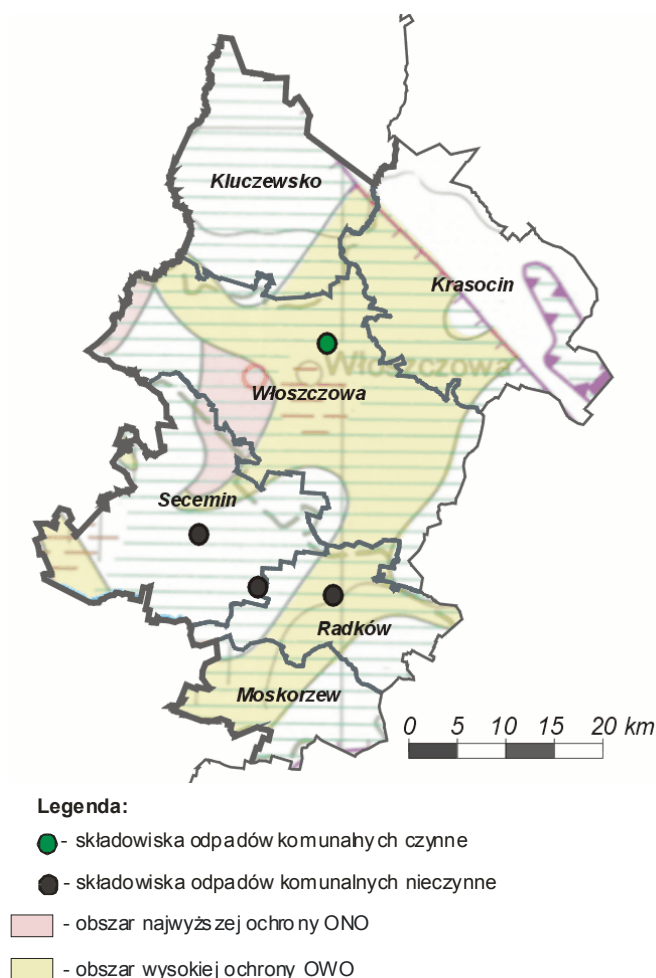 Kluczewsko
Krasocin
Włoszczowa
Włoszczowa
Secemin
Radków
Moskorzew
0 5 10 15 20 km
Legenda:
- składowiska odpadów komunalnych czynne
- składowiska odpadów komunalnych nieczynne
- obszar najwyższej ochrony ONO
- obszar wysokiej ochrony OWO